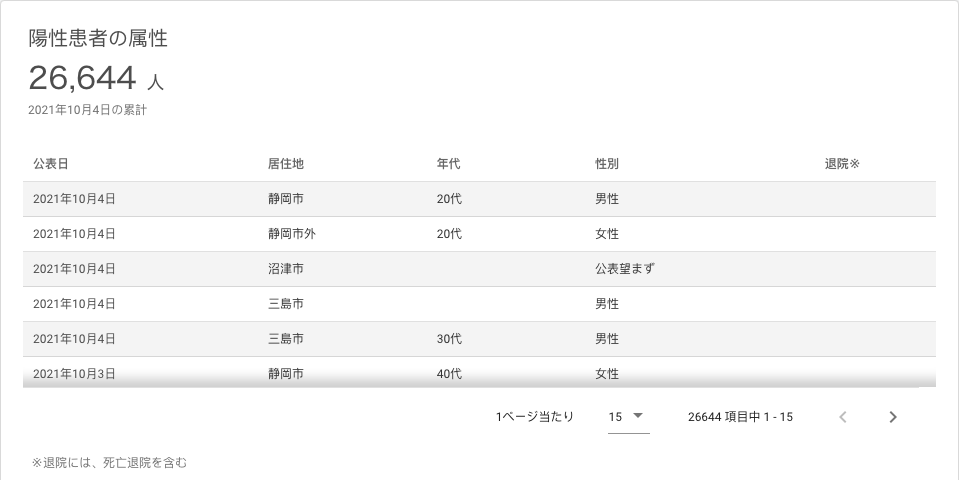 陽性患者の属性
26,644 人
2021年10月4日の累計
公表日 居住地 年代 性別 退院※
2021年10月4日 静岡市 20代 男性
2021年10月4日 静岡市外 20代 女性
2021年10月4日 沼津市 公表望まず
2021年10月4日 三島市 男性
2021年10月4日 三島市 30代 男性
2021年10月3日 静岡市 40代 女性
1ページ当たり 15 26644 項目中 1 - 15
※退院には、死亡退院を含む